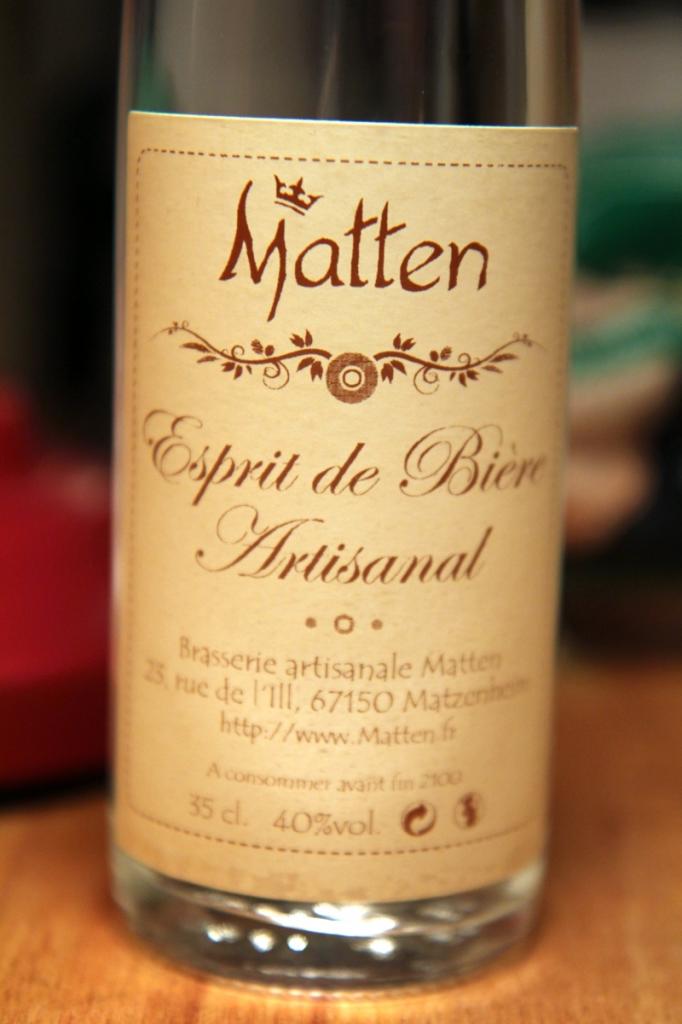 Matten
Esprit de Bière
Artisanal
Brasserie artisanale Matten
23, rue de l'Ill, 67150 Matzenheim
http://www.Matten.fr
A consommer avant fin 2100
35 cl. 40%vol.